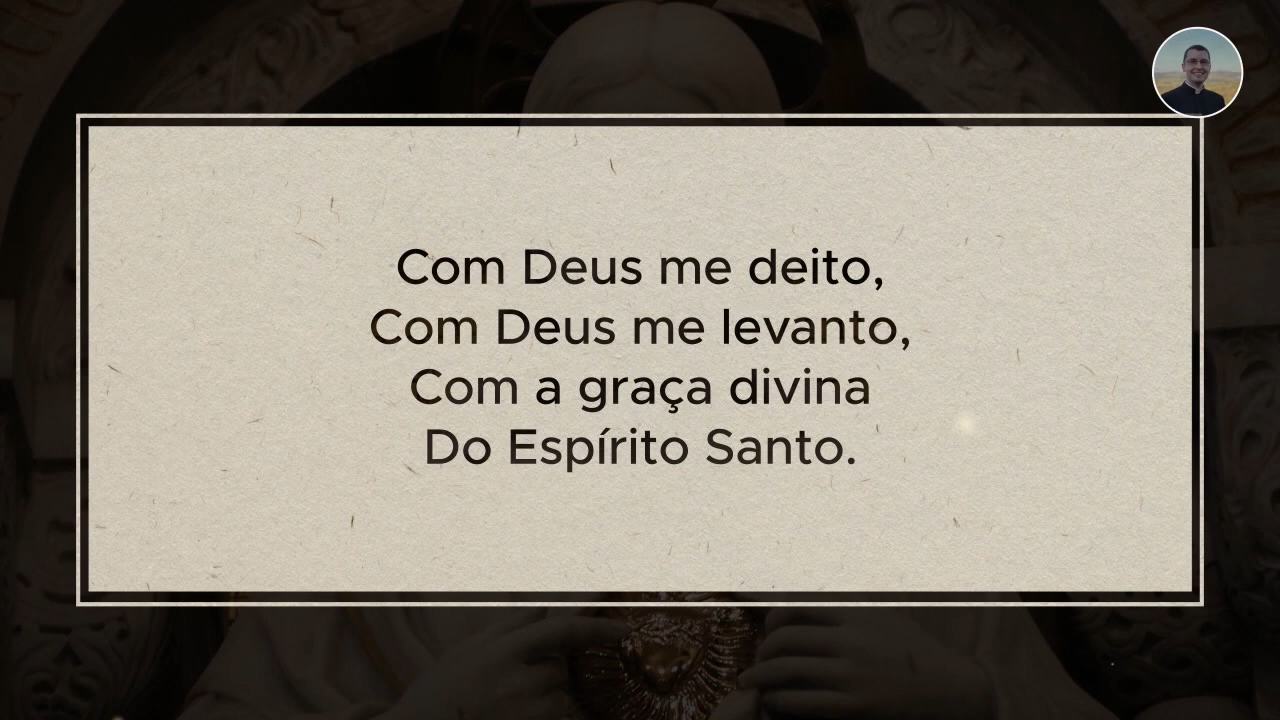 Com Deus me deito,
Com Deus me levanto,
Com a graça divina
Do Espírito Santo.